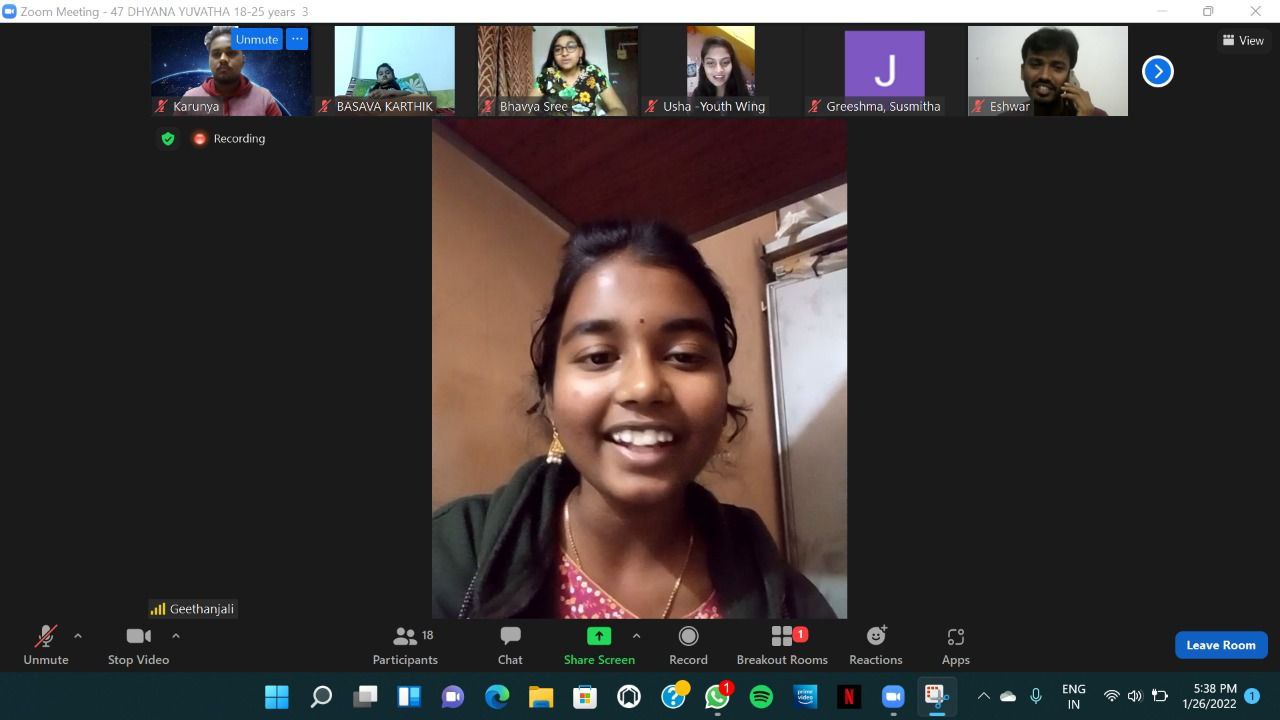 Zoom Meeting - 47 DHYANA YUVATHA 18-25 years 3
Unmute
Karunya
BASAVA KARTHIK
Bhavya Sree
Usha -Youth Wing
J
Greeshma, Susmitha
Eshwar
View
Recording
Geethanjali
Unmute
Stop Video
18
Participants
Chat
Share Screen
Record
1
Breakout Rooms
Reactions
Apps
Leave Room
1
prime video
N
ENG
IN
5:38 PM
1/26/2022
1